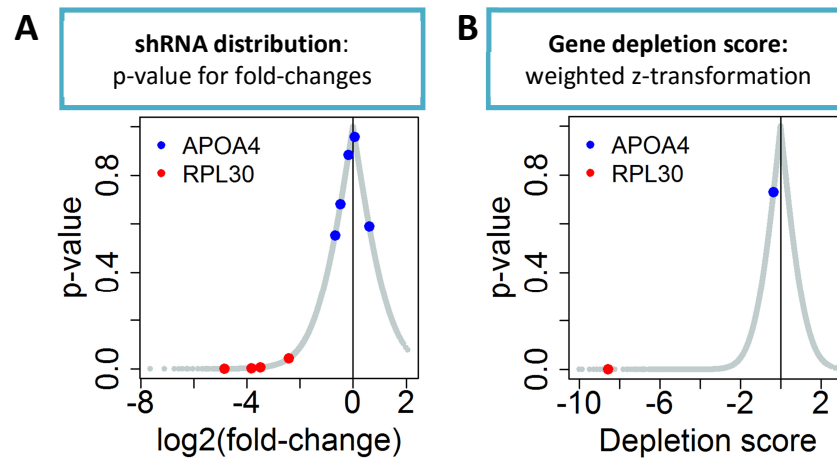 A
shRNA distribution:
p-value for fold-changes
APOA4
RPL30
p-value
0.0 0.4 0.8
-8 -4 0 2
log2(fold-change)
B
Gene depletion score:
weighted z-transformation
APOA4
RPL30
p-value
0.0 0.4 0.8
-10 -6 -2 2
Depletion score